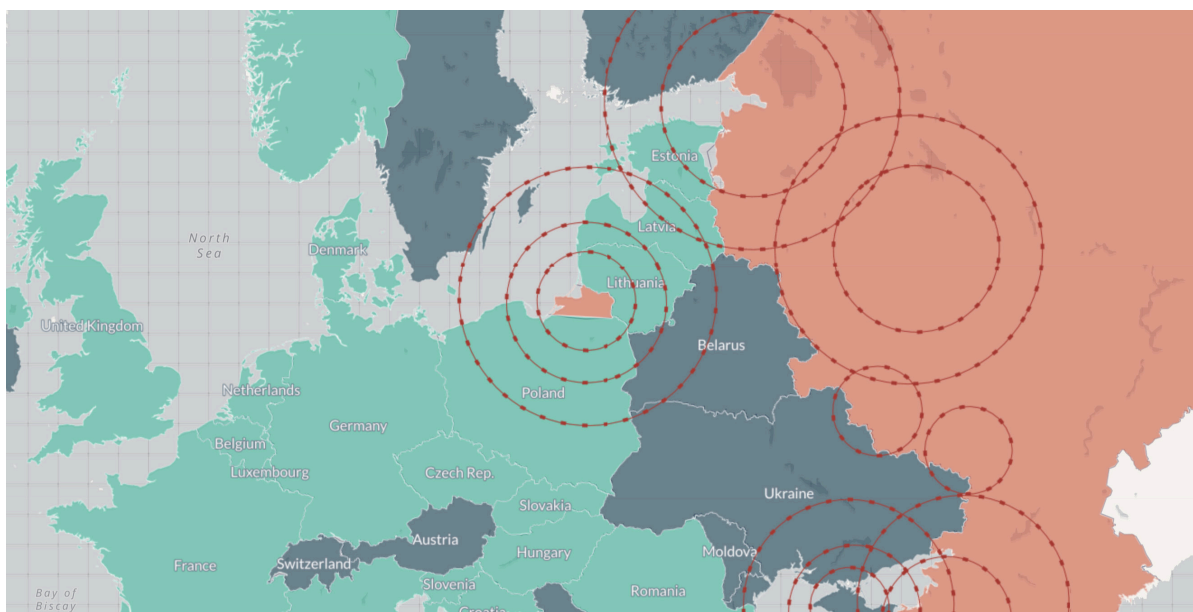 Estonia
North
Sea
Latvia
Denmark
Lithuania
United Kingdom
Belarus
Netherlands
Poland
Germany
Belgium
Luxembourg
Czech Rep.
Ukraine
Slovakia
Austria
Moldova
Hungary
France
Switzerland
Slovenia
Romania
Bay of
Biscay
Croatia